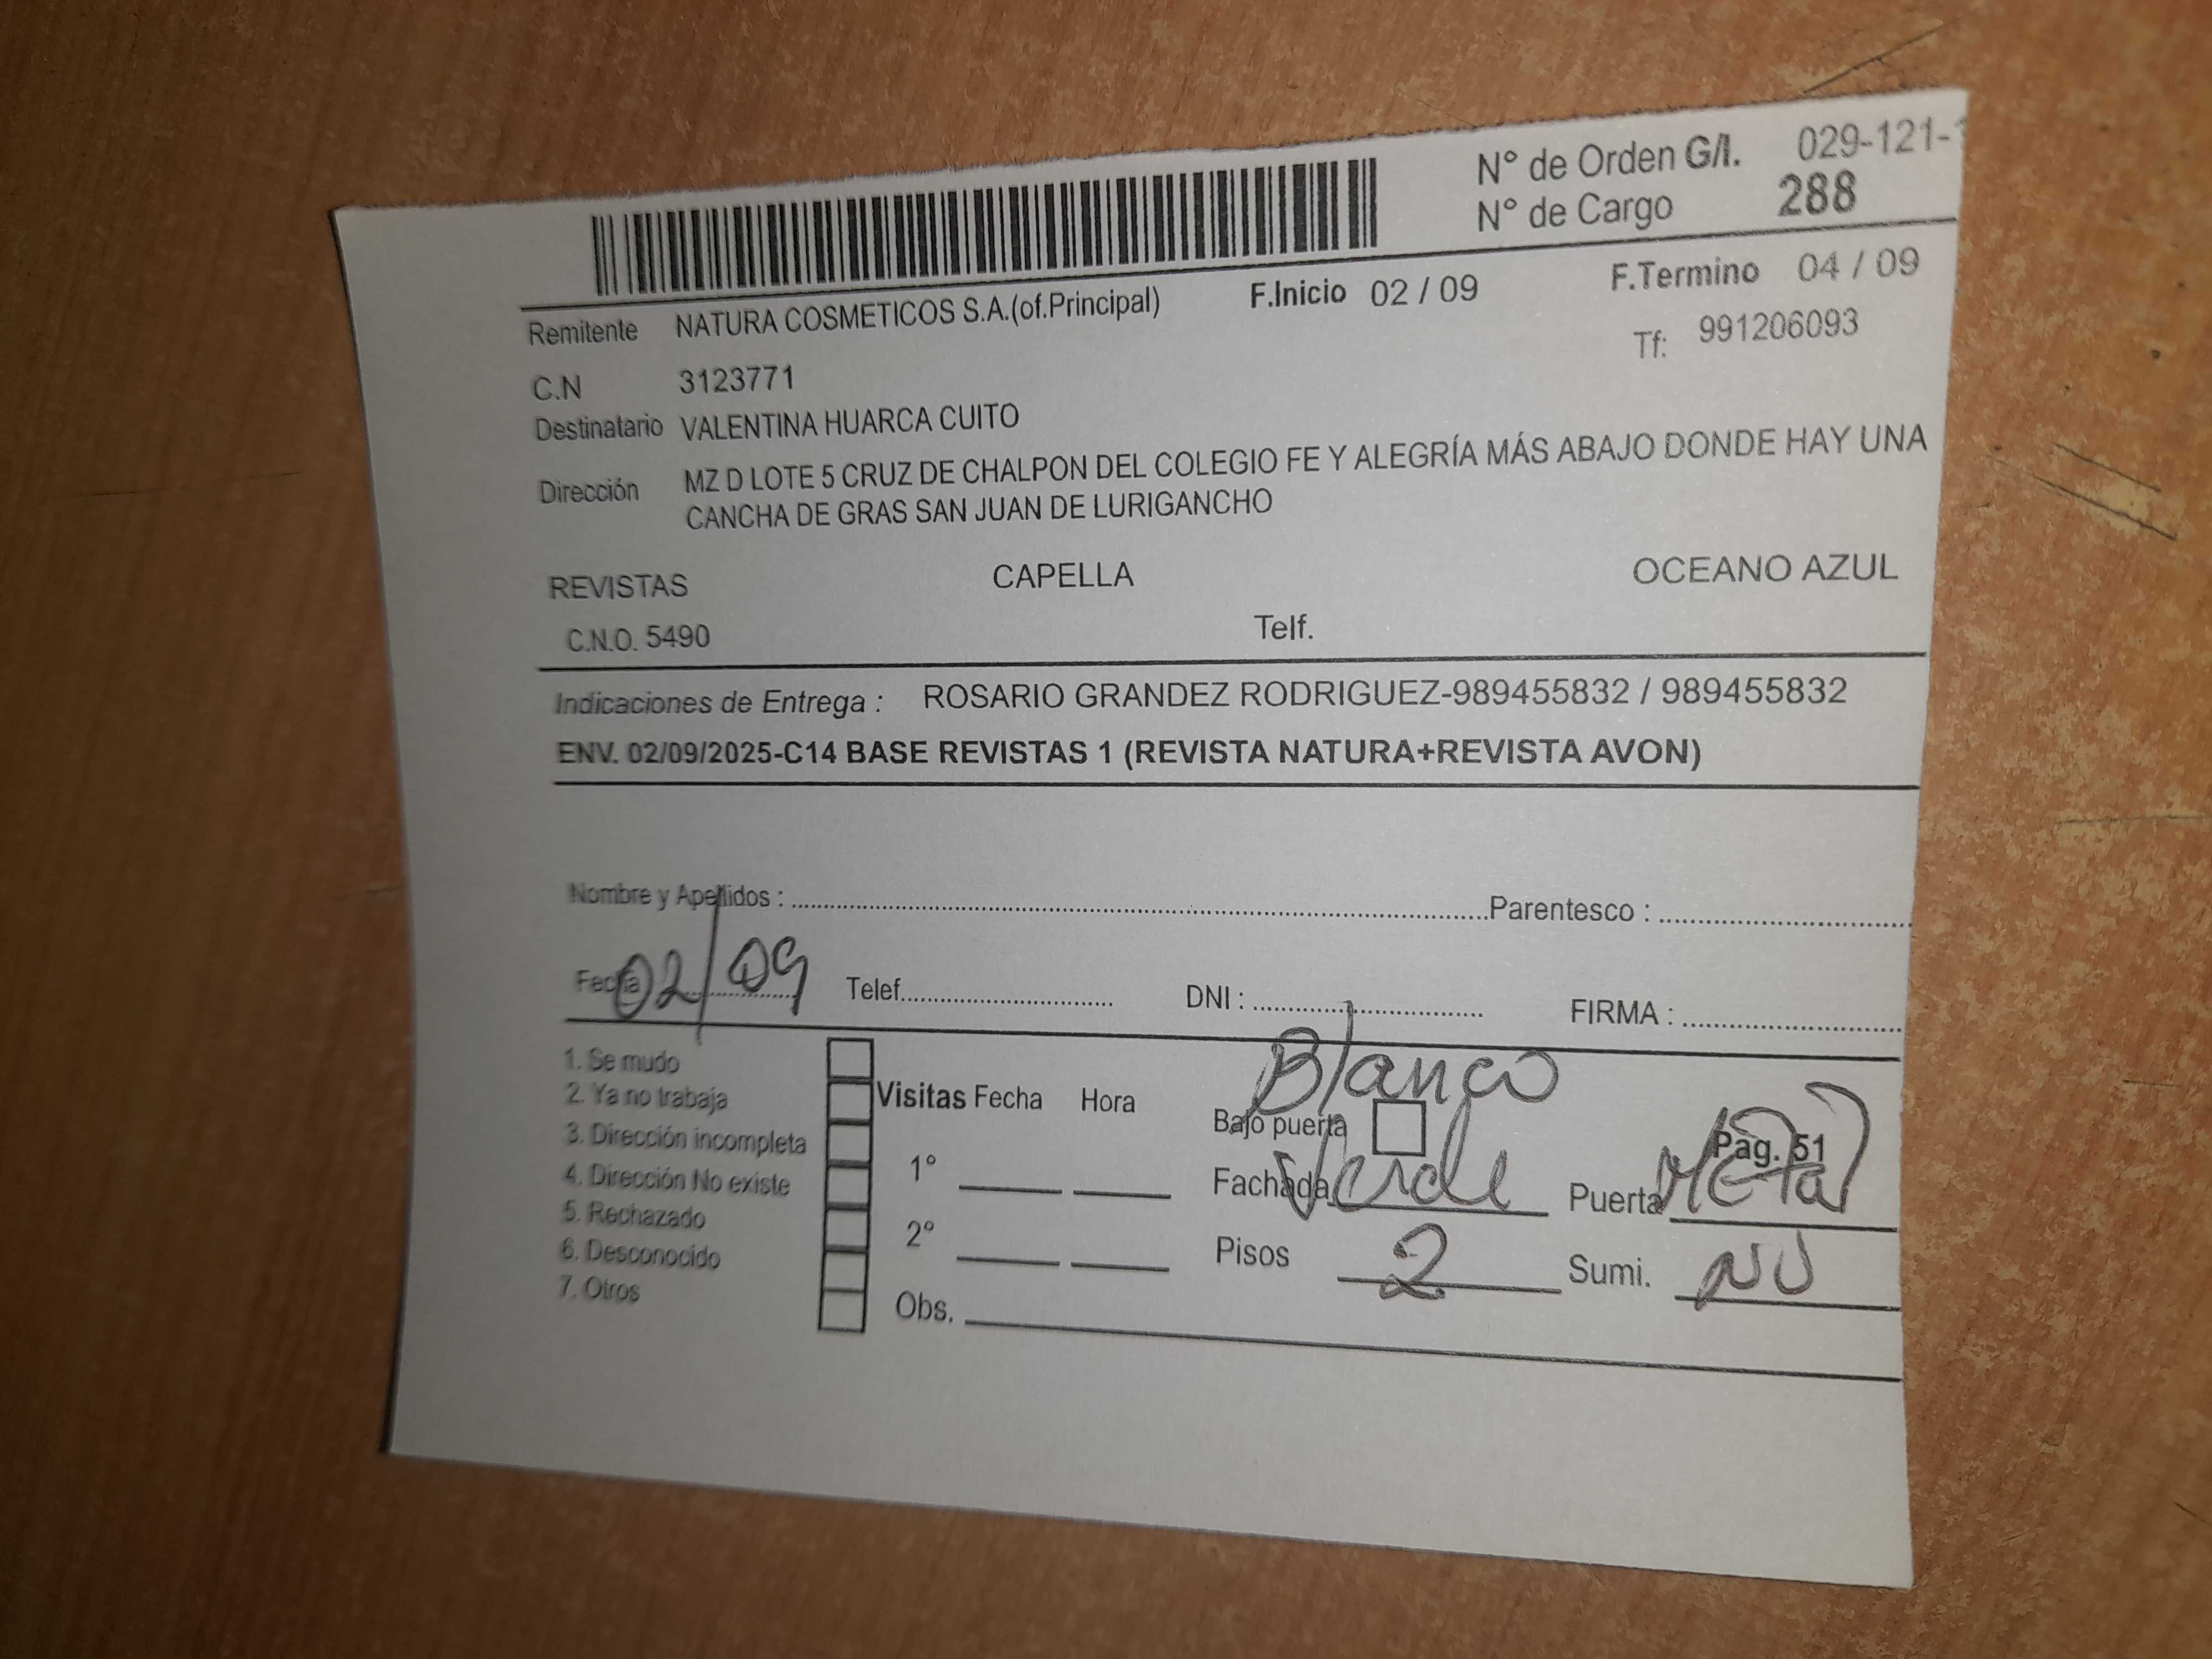 N° de Orden G/I. 029-121-
N° de Cargo 288
F.Inicio 02 / 09 F.Termino 04 / 09
Remitente NATURA COSMETICOS S.A.(of.Principal)
Tf: 991206093
C.N 3123771
Destinatario VALENTINA HUARCA CUITO
Dirección MZ D LOTE 5 CRUZ DE CHALPON DEL COLEGIO FE Y ALEGRÍA MÁS ABAJO DONDE HAY UNA
CANCHA DE GRAS SAN JUAN DE LURIGANCHO
REVISTAS CAPELLA OCEANO AZUL
C.N.O. 5490 Telf.
Indicaciones de Entrega : ROSARIO GRANDEZ RODRIGUEZ-989455832 / 989455832
ENV. 02/09/2025-C14 BASE REVISTAS 1 (REVISTA NATURA+REVISTA AVON)
Nombre y Apellidos : Parentesco :
Fecha 02/09 Telef. DNI : FIRMA :
1. Se mudo
2. Ya no trabaja
3. Dirección incompleta
4. Dirección No existe
5. Rechazado
6. Desconocido
7. Otros
Visitas Fecha Hora
1°
2°
Obs.
Blanco
Bajo puerta Pag. 51
Fachada Verde Puerta Metal
Pisos 2 Sumi. NO